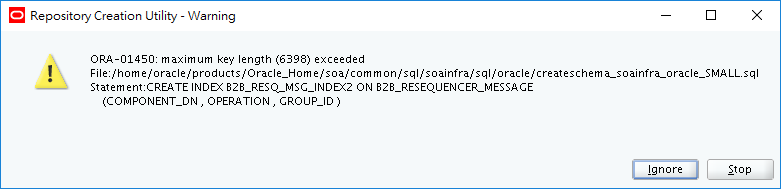 Repository Creation Utility - Warning
ORA-01450: maximum key length (6398) exceeded
File:/home/oracle/products/Oracle_Home/soa/common/sql/soainfra/sql/oracle/createschema_soainfra_oracle_SMALL.sql
Statement:CREATE INDEX B2B_RESQ_MSG_INDEX2 ON B2B_RESEQUENCER_MESSAGE
(COMPONENT_DN , OPERATION , GROUP_ID )
Ignore
Stop